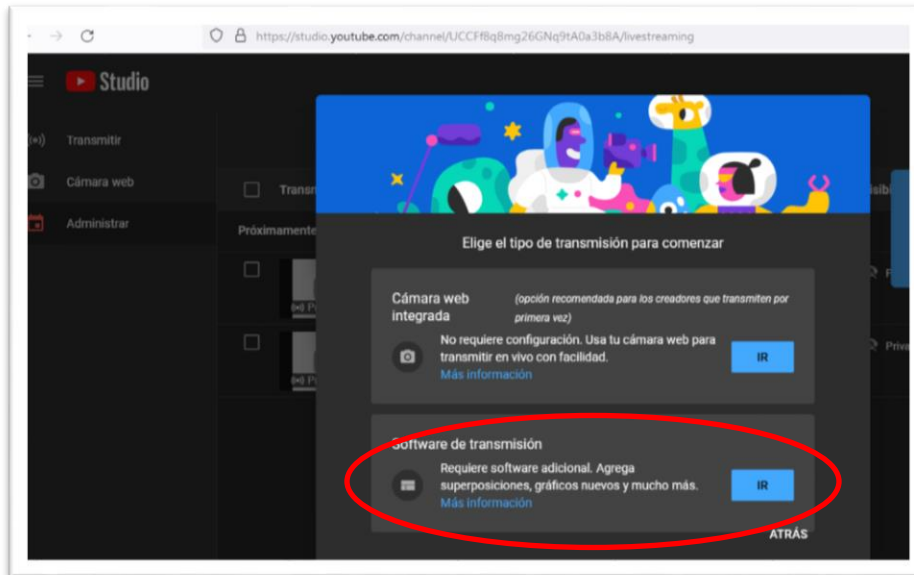 https://studio.youtube.com/channel/UCCFf8q8mg26GNq9tA0a3b8A/livestreaming
Studio
Transmitir
Cámara web
Administrar
Próximamente
Elige el tipo de transmisión para comenzar
Cámara web integrada
(opción recomendada para los creadores que transmiten por
primera vez)
No requiere configuración. Usa tu cámara web para
transmitir en vivo con facilidad.
Más información
IR
Software de transmisión
Requiere software adicional. Agrega
superposiciones, gráficos nuevos y mucho más.
Más información
IR
ATRÁS